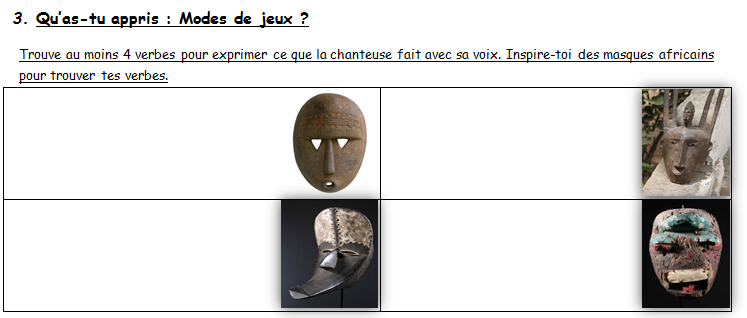 3. Qu'as-tu appris : Modes de jeux ?
Trouve au moins 4 verbes pour exprimer ce que la chanteuse fait avec sa voix. Inspire-toi des masques africains
pour trouver tes verbes.